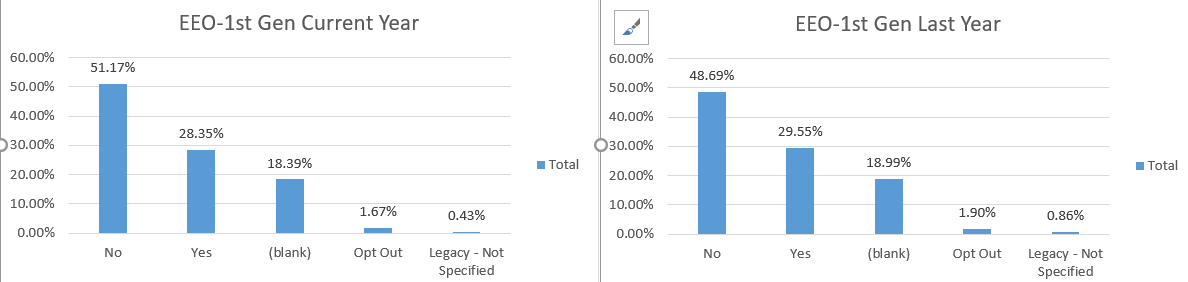 EEO-1st Gen Current Year
60.00%
50.00%
40.00%
30.00%
20.00%
10.00%
0.00%
51.17%
28.35%
18.39%
1.67%
0.43%
No
Yes
(blank)
Opt Out
Legacy - Not
Specified
Total
EEO-1st Gen Last Year
60.00%
50.00%
40.00%
30.00%
20.00%
10.00%
0.00%
48.69%
29.55%
18.99%
1.90%
0.86%
No
Yes
(blank)
Opt Out
Legacy - Not
Specified
Total